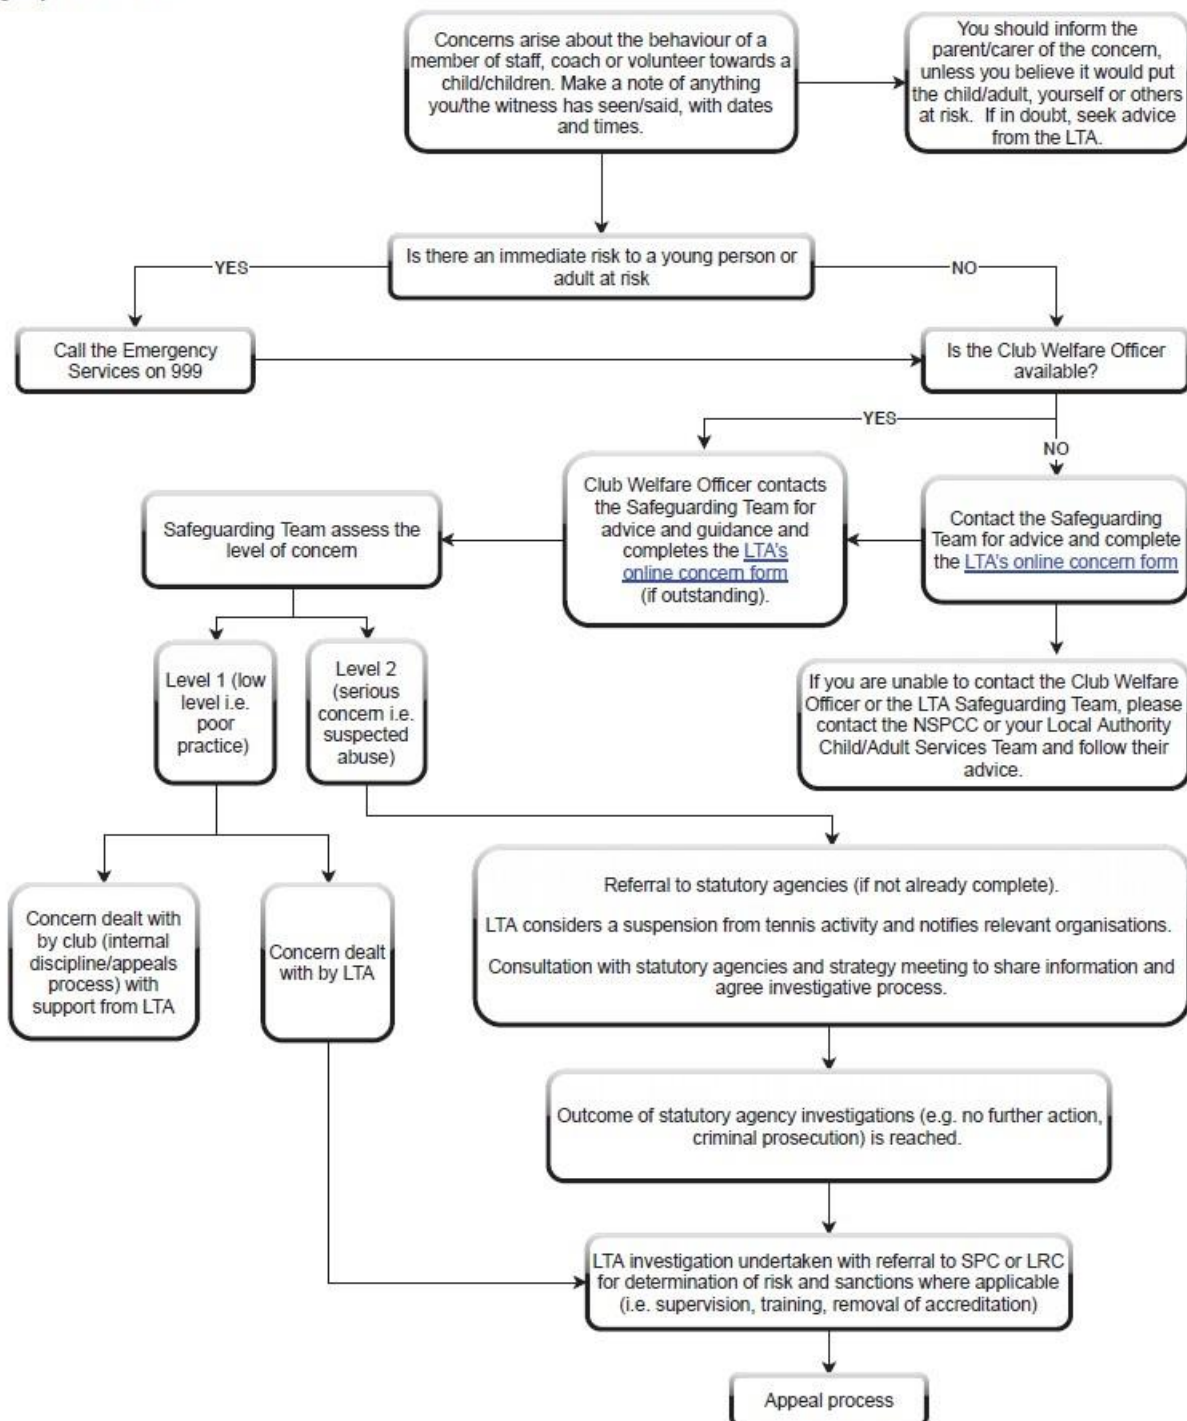 Concerns arise about the behaviour of a
member of staff, coach or volunteer towards a
child/children. Make a note of anything
you/the witness has seen/said, with dates
and times.
You should inform the
parent/carer of the concern,
unless you believe it would put
the child/adult, yourself or others
at risk. If in doubt, seek advice
from the LTA.
Is there an immediate risk to a young person or
adult at risk
YES
NO
Call the Emergency
Services on 999
Is the Club Welfare Officer
available?
YES
NO
Club Welfare Officer contacts
the Safeguarding Team for
advice and guidance and
completes the LTA's
online concern form
(if outstanding).
Contact the Safeguarding
Team for advice and complete
the LTA's online concern form
Safeguarding Team assess the
level of concern
Level 1 (low
level i.e.
poor
practice)
Level 2
(serious
concern i.e.
suspected
abuse)
If you are unable to contact the Club Welfare
Officer or the LTA Safeguarding Team, please
contact the NSPCC or your Local Authority
Child/Adult Services Team and follow their
advice.
Concern dealt with
by club (internal
discipline/appeals
process) with
support from LTA
Concern dealt
with by LTA
Referral to statutory agencies (if not already complete).
LTA considers a suspension from tennis activity and notifies relevant organisations.
Consultation with statutory agencies and strategy meeting to share information and
agree investigative process.
Outcome of statutory agency investigations (e.g. no further action,
criminal prosecution) is reached.
LTA investigation undertaken with referral to SPC or LRC
for determination of risk and sanctions where applicable
(i.e. supervision, training, removal of accreditation)
Appeal process